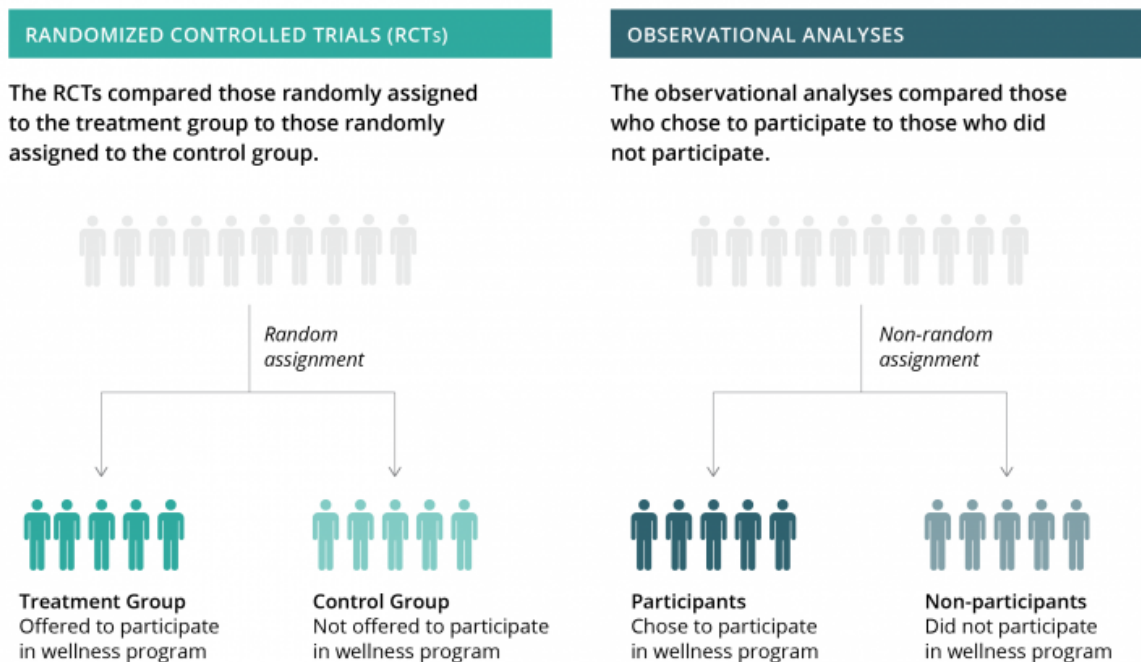 RANDOMIZED CONTROLLED TRIALS (RCTs)
The RCTs compared those randomly assigned
to the treatment group to those randomly
assigned to the control group.
Random
assignment
Treatment Group
Offered to participate
in wellness program
Control Group
Not offered to participate
in wellness program
OBSERVATIONAL ANALYSES
The observational analyses compared those
who chose to participate to those who did
not participate.
Non-random
assignment
Participants
Chose to participate
in wellness program
Non-participants
Did not participate
in wellness program